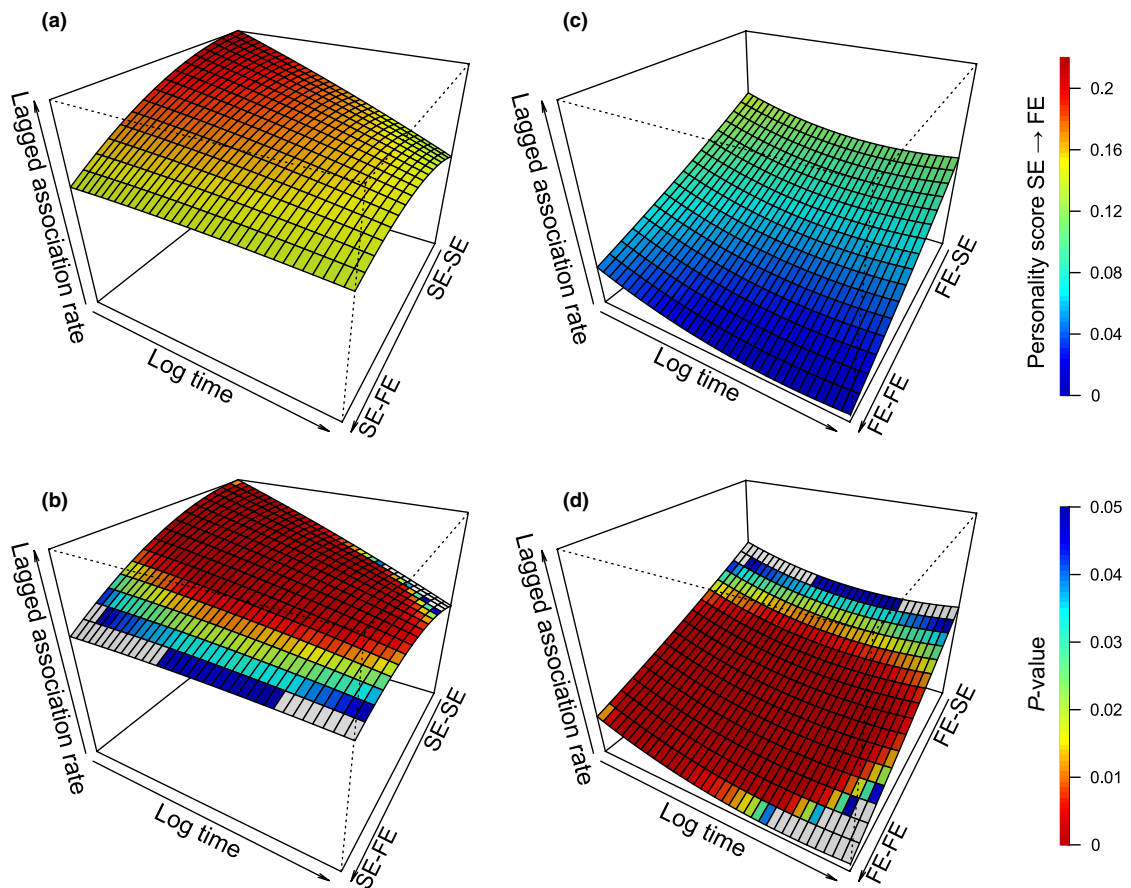 (a)
Lagged association rate
Log time
SE-FE
SE-SE
(c)
Lagged association rate
Log time
FE-FE
FE-SE
Personality score SE → FE
0.2
0.16
0.12
0.08
0.04
0
(b)
Lagged association rate
Log time
SE-FE
SE-SE
(d)
Lagged association rate
Log time
FE-FE
FE-SE
P-value
0.05
0.04
0.03
0.02
0.01
0